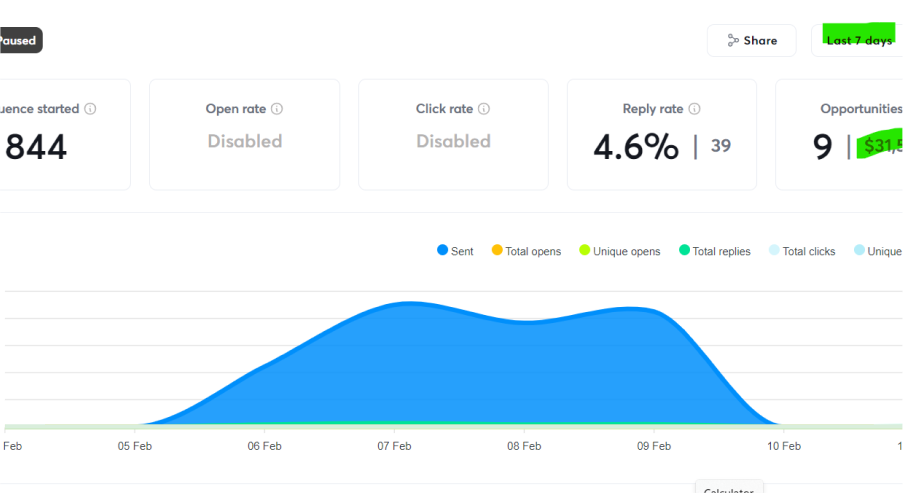 Paused
Share
Last 7 days
uence started
Open rate
Click rate
Reply rate
Opportunities
844
Disabled
Disabled
4.6% | 39
9 | $31,5
Sent Total opens Unique opens Total replies Total clicks Unique
Feb 05 Feb 06 Feb 07 Feb 08 Feb 09 Feb 10 Feb 1
Calculator